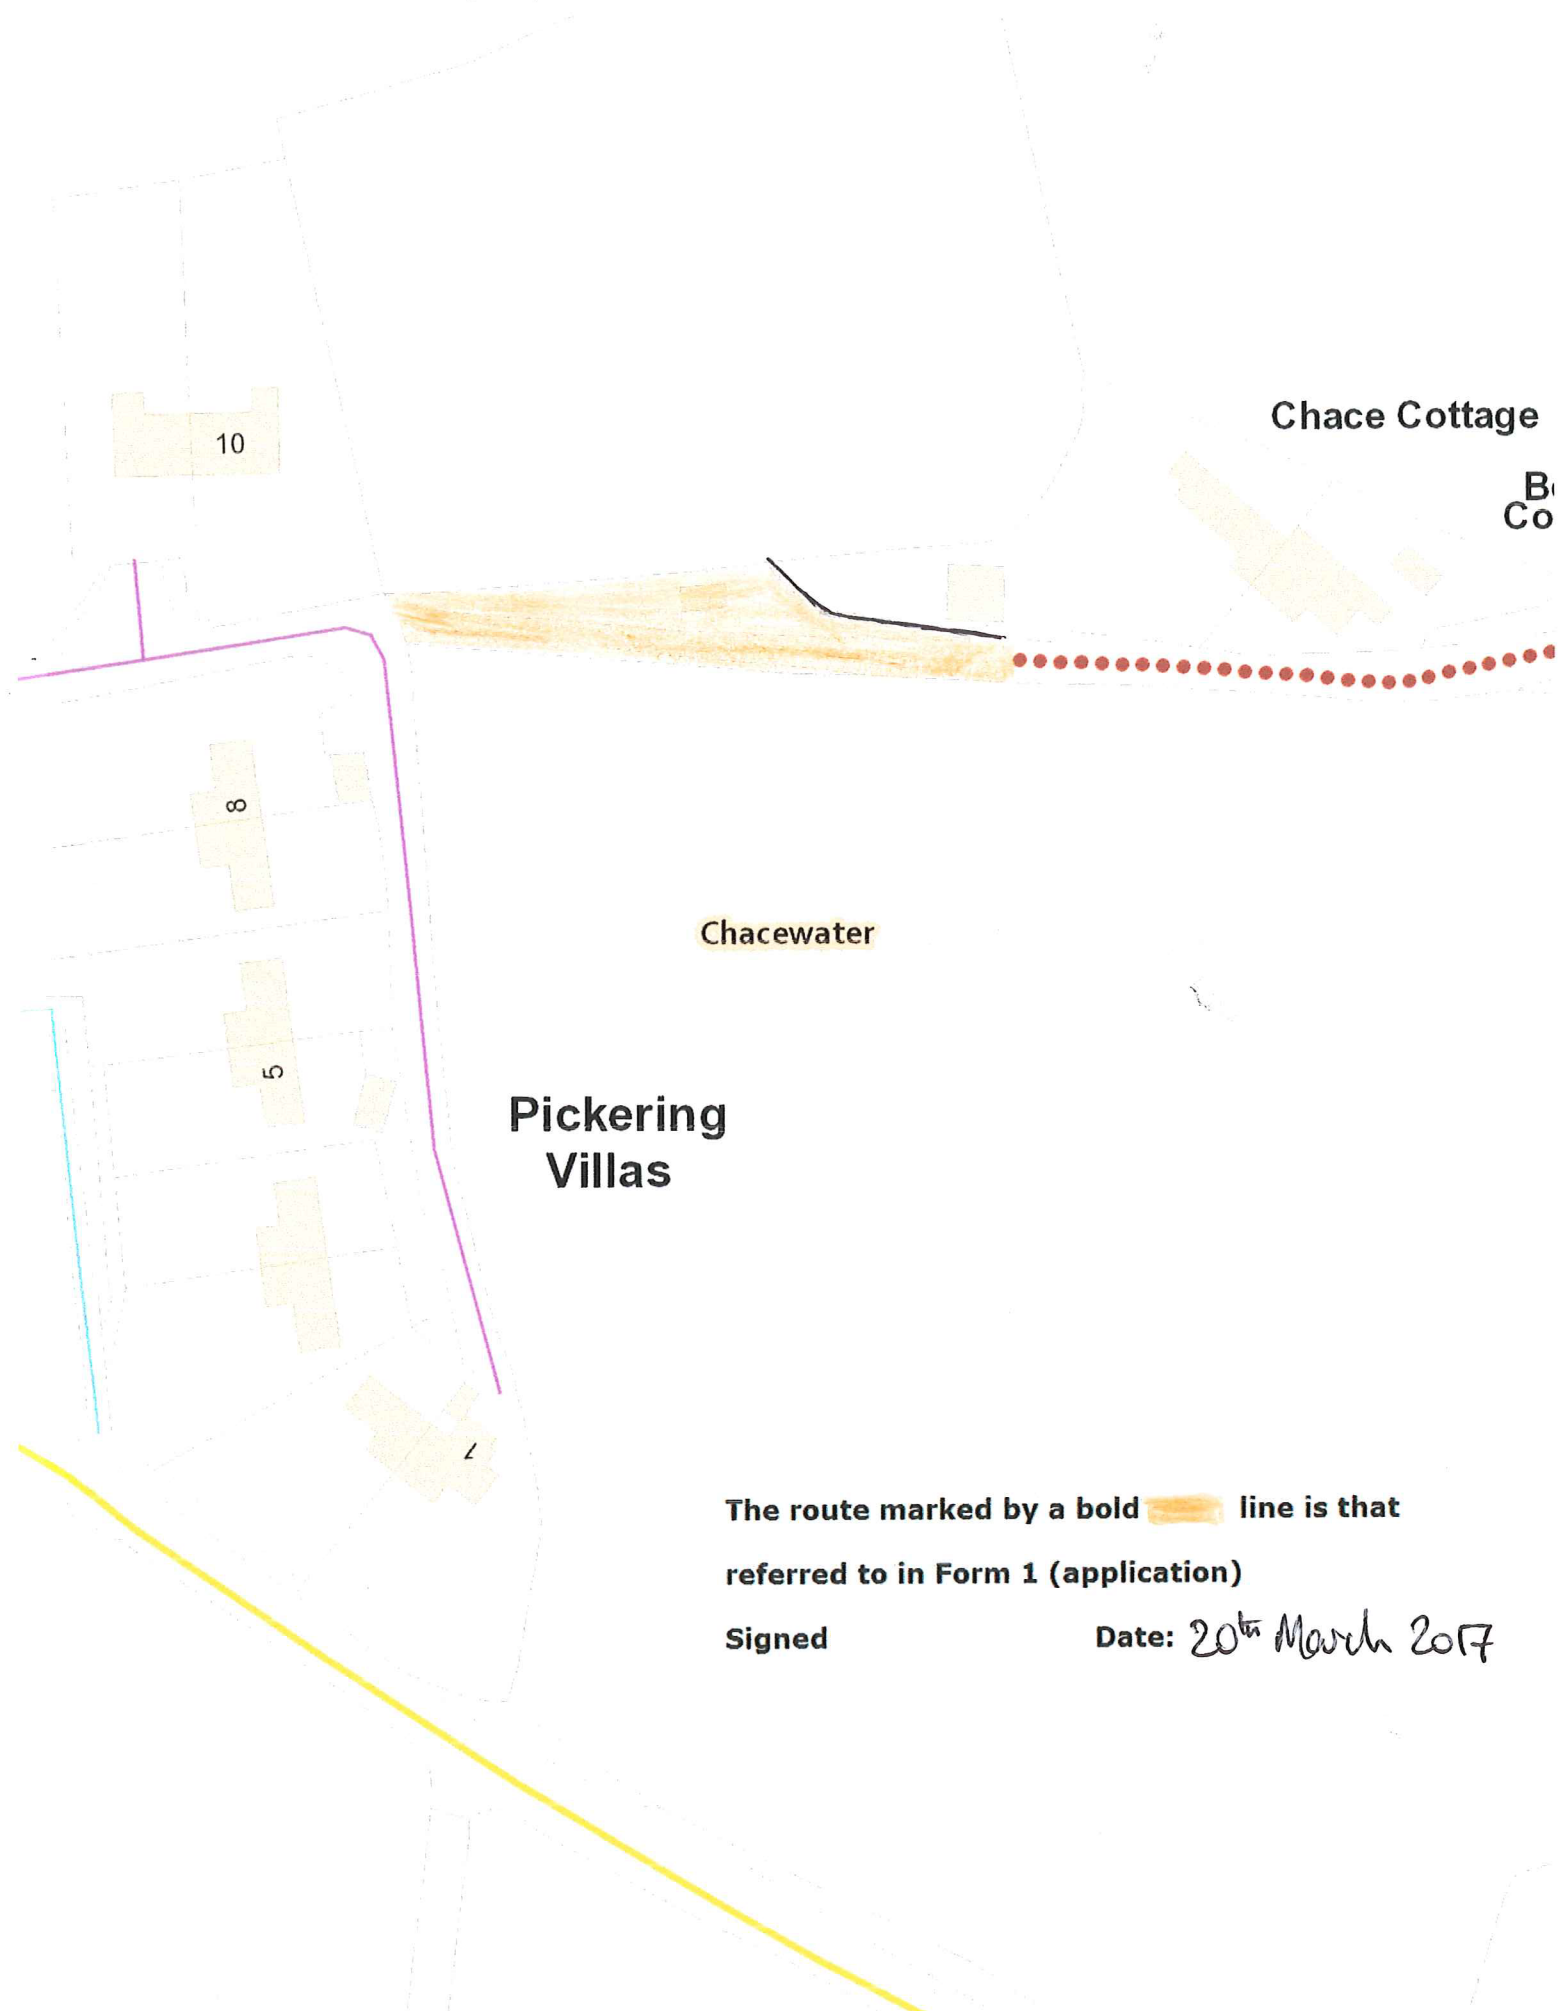 Chace Cottage
Co
10
8
Chacewater
5
Pickering
Villas
The route marked by a bold line is that
referred to in Form 1 (application)
Signed Date: 20th March 2017